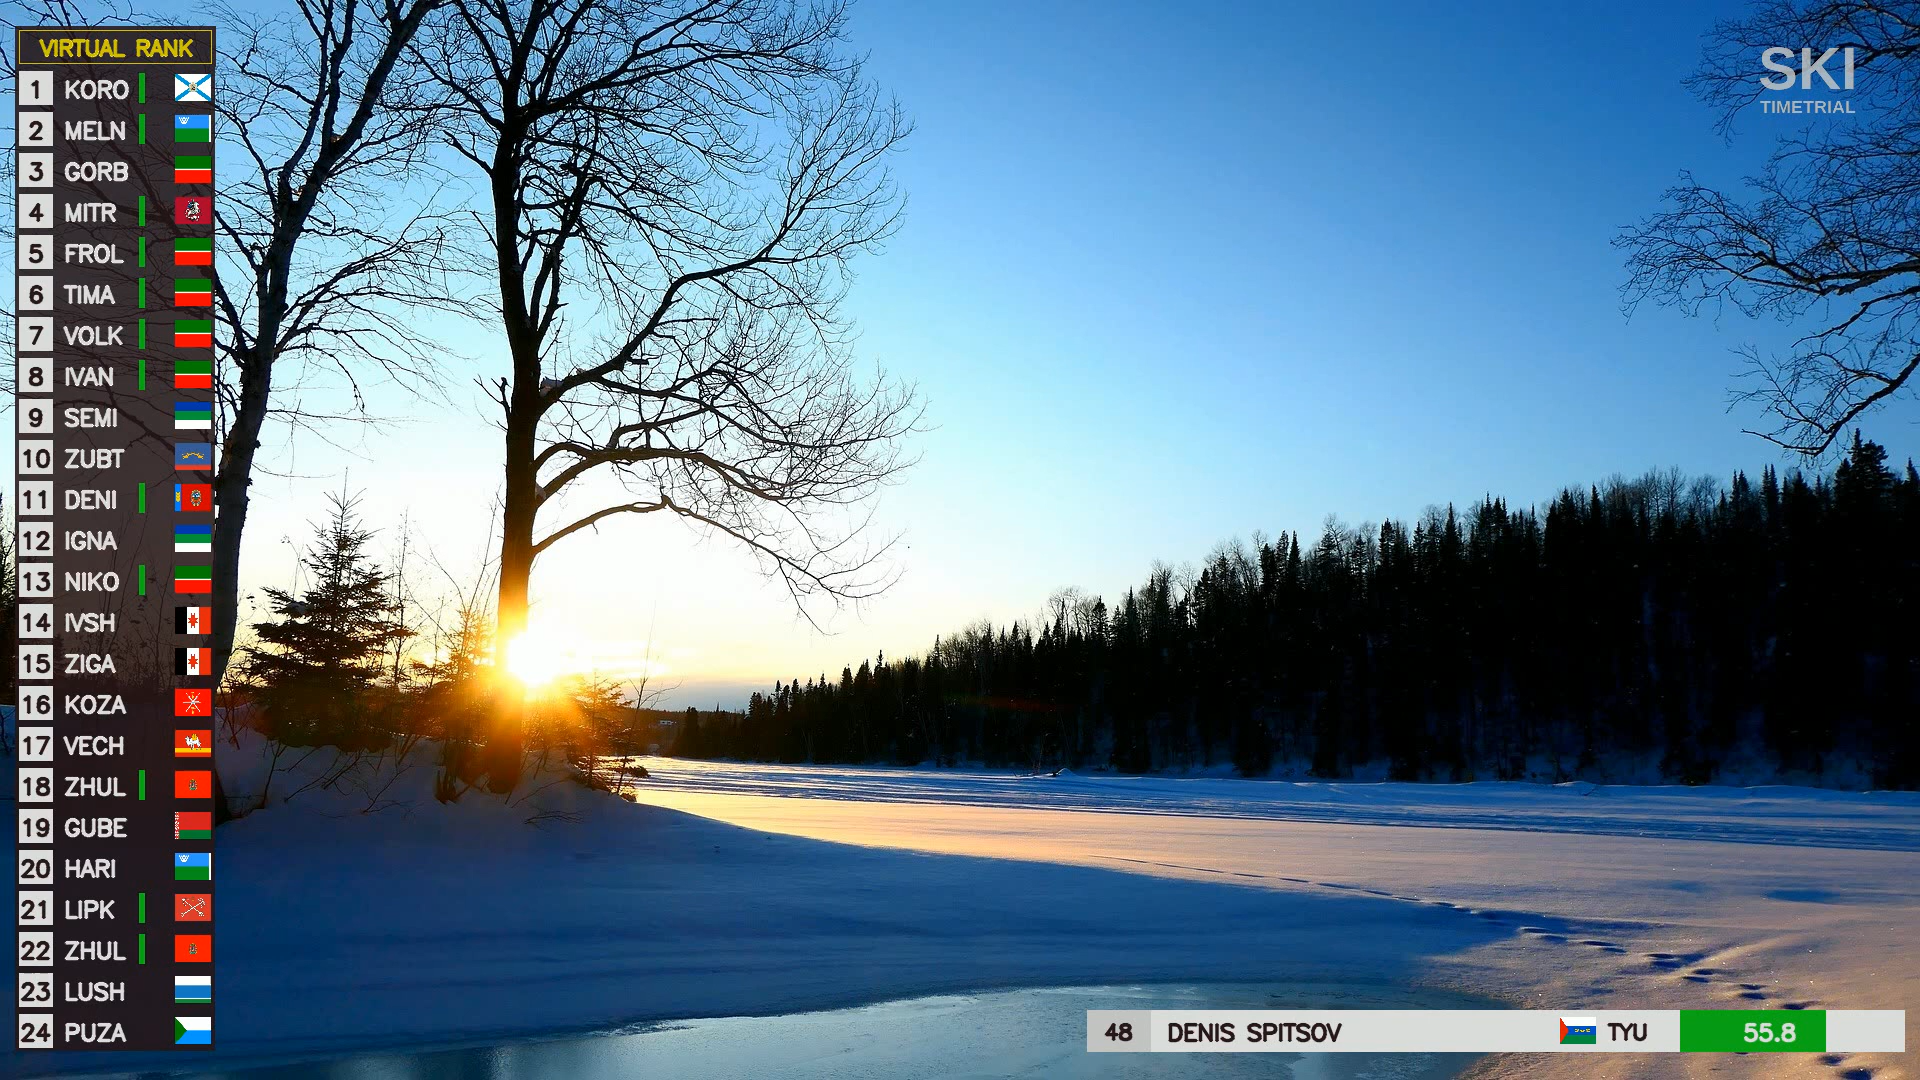 VIRTUAL RANK
1 KORO
2 MELN
3 GORB
4 MITR
5 FROL
6 TIMA
7 VOLK
8 IVAN
9 SEMI
10 ZUBT
11 DENI
12 IGNA
13 NIKO
14 IVSH
15 ZIGA
16 KOZA
17 VECH
18 ZHUL
19 GUBE
20 HARI
21 LIPK
22 ZHUL
23 LUSH
24 PUZA
SKI
TIMETRIAL
48 DENIS SPITSOV TYU 55.8